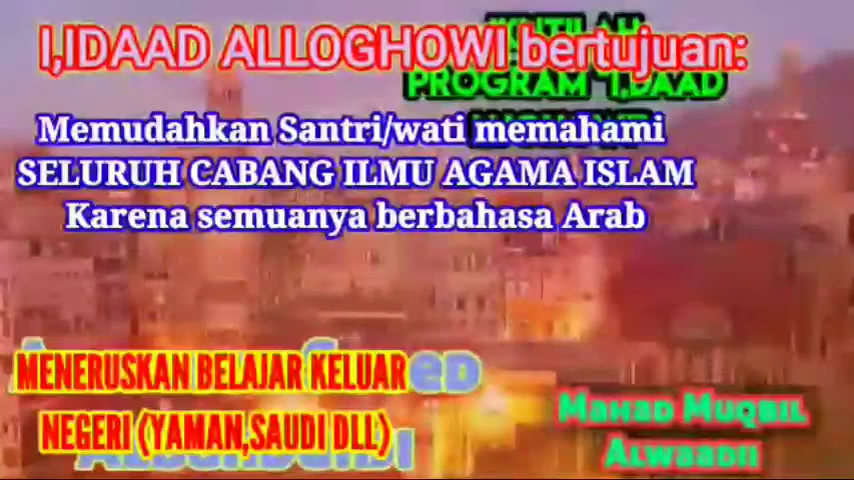 I,IDAAD ALLOGHOWI bertujuan:
PROGRAM "I,DAAD
Memudahkan Santri/wati memahami
SELURUH CABANG ILMU AGAMA ISLAM
Karena semuanya berbahasa Arab
MENERUSKAN BELAJAR KELUAR
NEGERI (YAMAN,SAUDI DLL)
Mahad Muqbil
Alwaadii